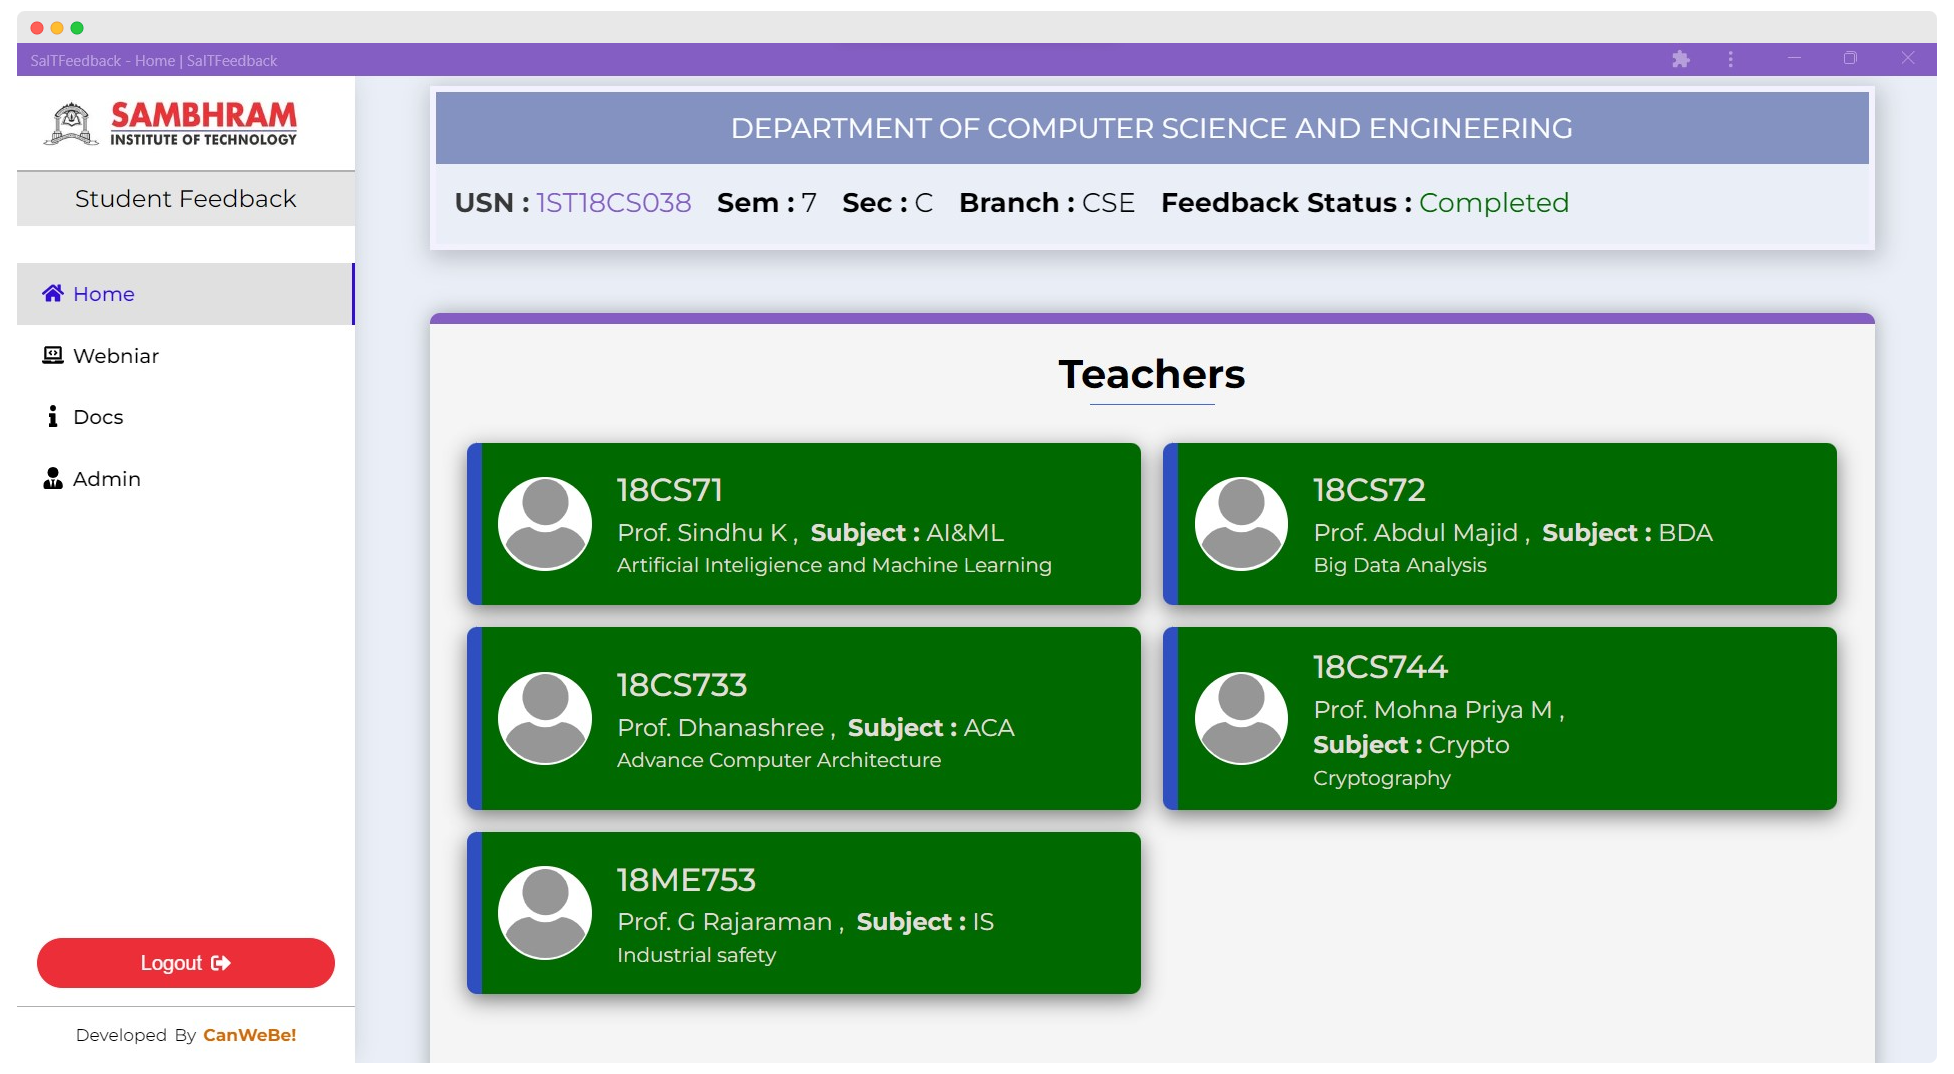 SaITFeedback - Home | SaITFeedback
SAMBHRAM
INSTITUTE OF TECHNOLOGY
Student Feedback
Home
Webniar
Docs
Admin
Logout
Developed By CanWeBe!
DEPARTMENT OF COMPUTER SCIENCE AND ENGINEERING
USN : 1ST18CS038 Sem : 7 Sec : C Branch : CSE Feedback Status : Completed
Teachers
18CS71
Prof. Sindhu K , Subject : AI&ML
Artificial Inteligience and Machine Learning
18CS72
Prof. Abdul Majid , Subject : BDA
Big Data Analysis
18CS733
Prof. Dhanashree , Subject : ACA
Advance Computer Architecture
18CS744
Prof. Mohna Priya M ,
Subject : Crypto
Cryptography
18ME753
Prof. G Rajaraman , Subject : IS
Industrial safety